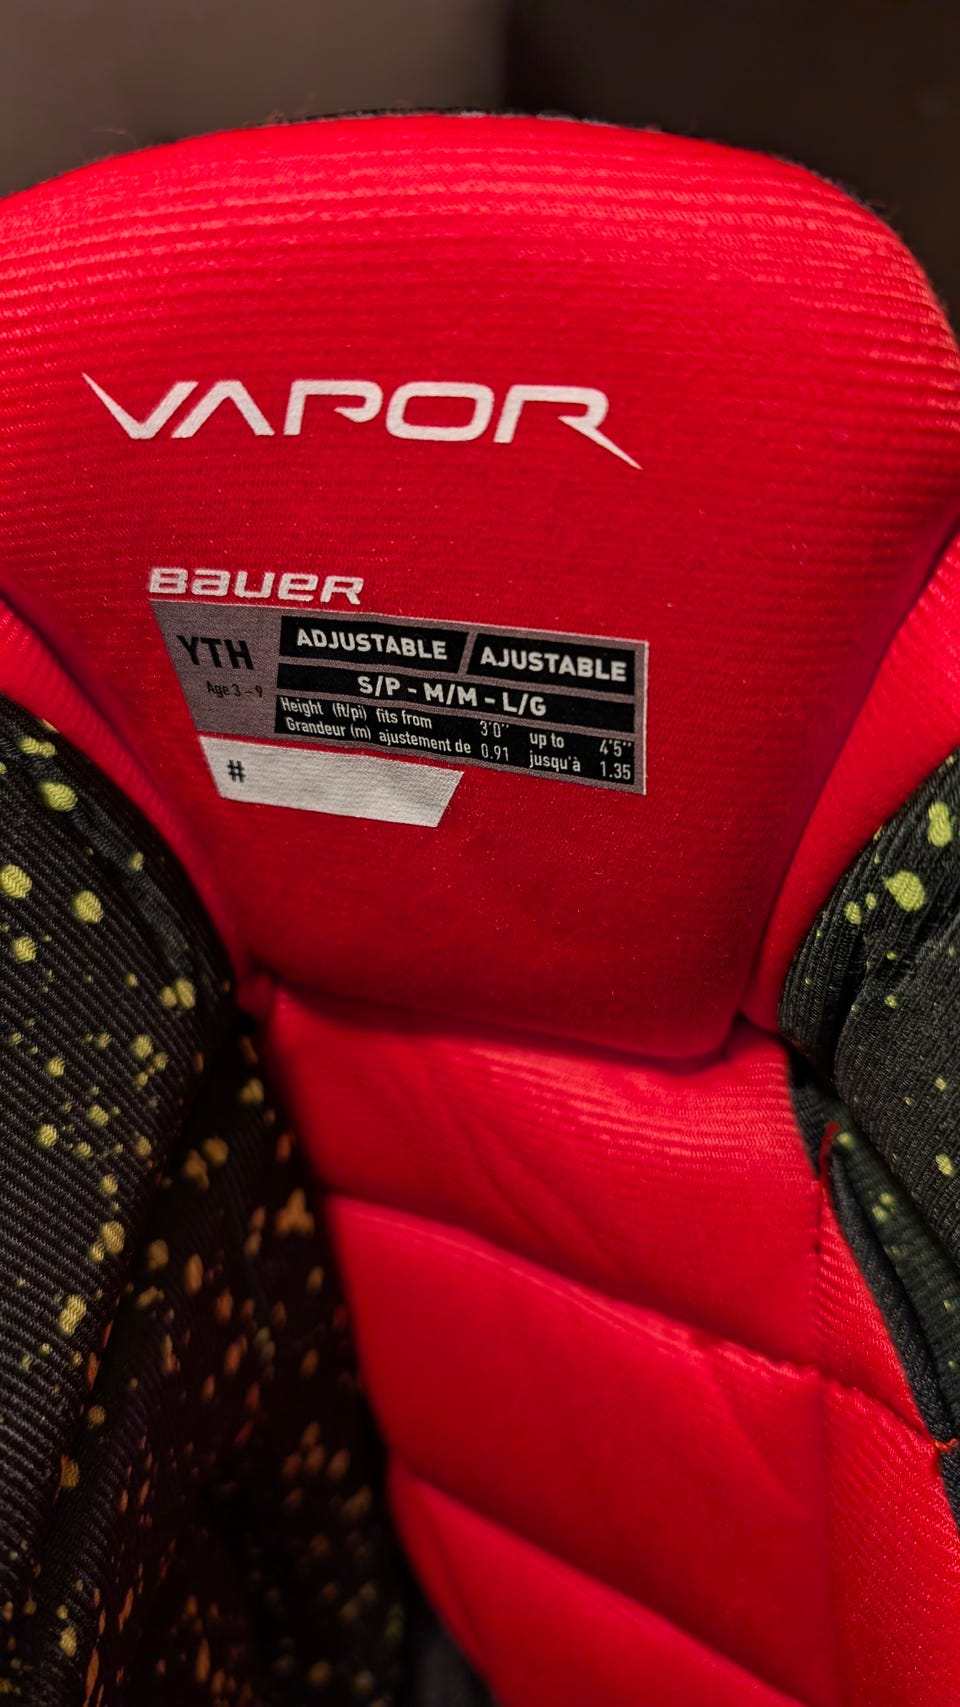 VAPOR
BAUER
YTH
Age 3 - 9
ADJUSTABLE / AJUSTABLE
S/P - M/M - L/G
Height (ft/pi) fits from 3'0'' up to 4'5''
Grandeur (m) ajustement de 0.91 jusqu'à 1.35
#